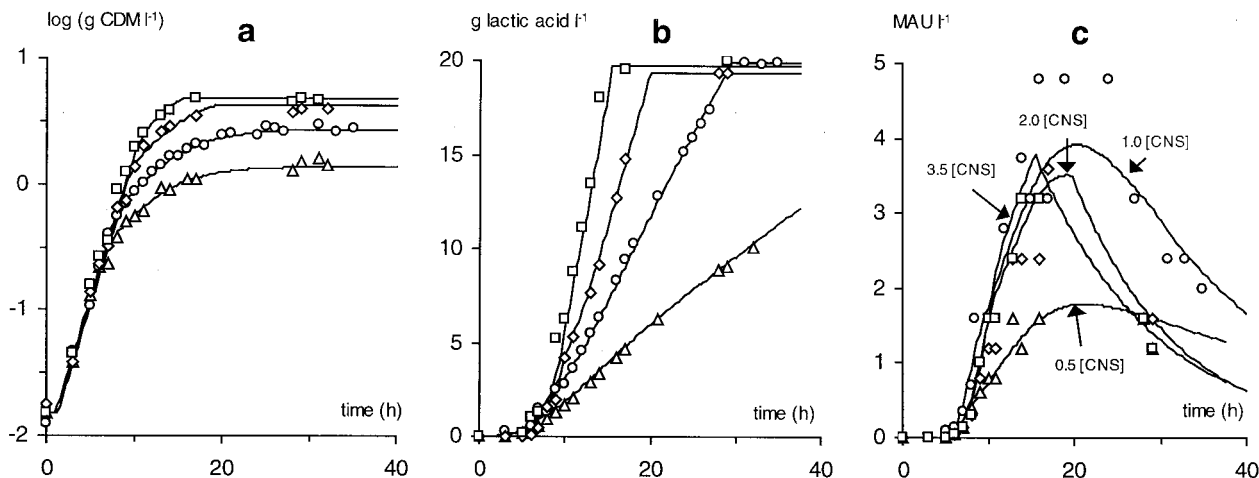 log (g CDM l⁻¹)
a
1
0
-1
-2
0
20
40
time (h)
g lactic acid l⁻¹
b
20
15
10
5
0
0
20
40
time (h)
MAU l⁻¹
c
5
4
3
2
1
0
0
20
40
time (h)
2.0 [CNS]
1.0 [CNS]
3.5 [CNS]
0.5 [CNS]